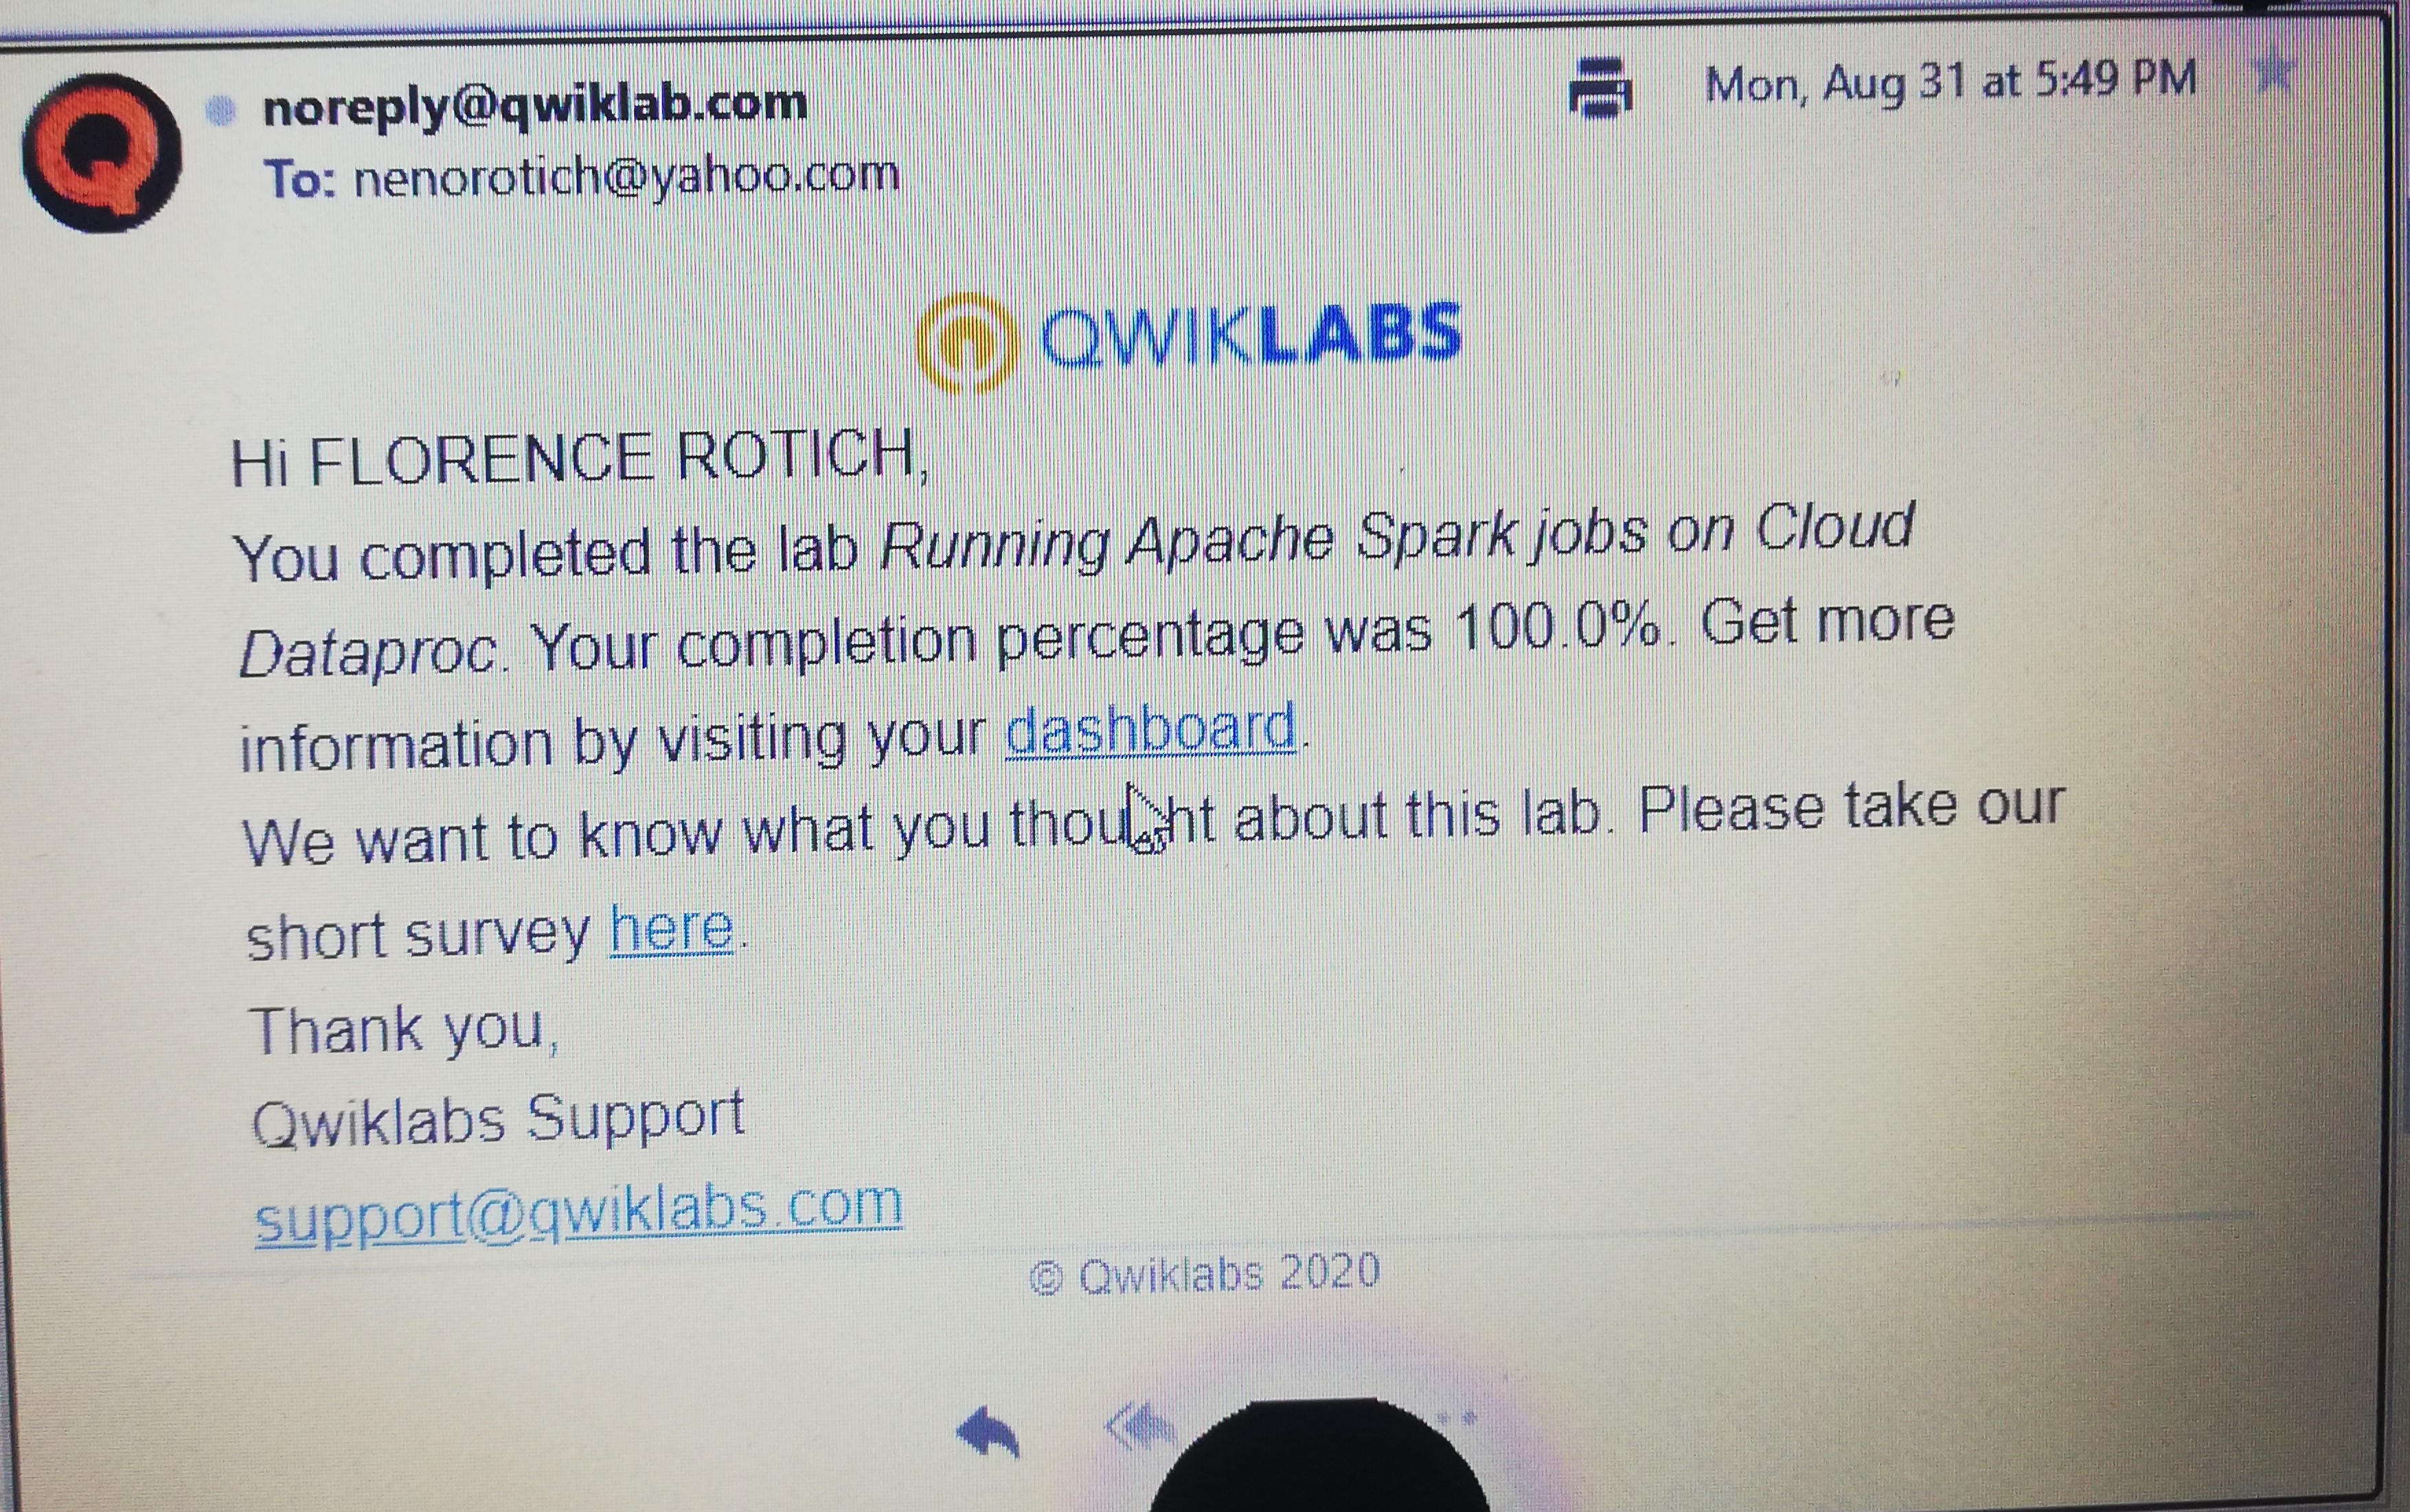 noreply@qwiklab.com
Mon, Aug 31 at 5:49 PM
To: nenorotich@yahoo.com
QWIKLABS
Hi FLORENCE ROTICH,
You completed the lab Running Apache Spark jobs on Cloud
Dataproc. Your completion percentage was 100.0%. Get more
information by visiting your dashboard.
We want to know what you thought about this lab. Please take our
short survey here.
Thank you,
Qwiklabs Support
support@qwiklabs.com
© Qwiklabs 2020